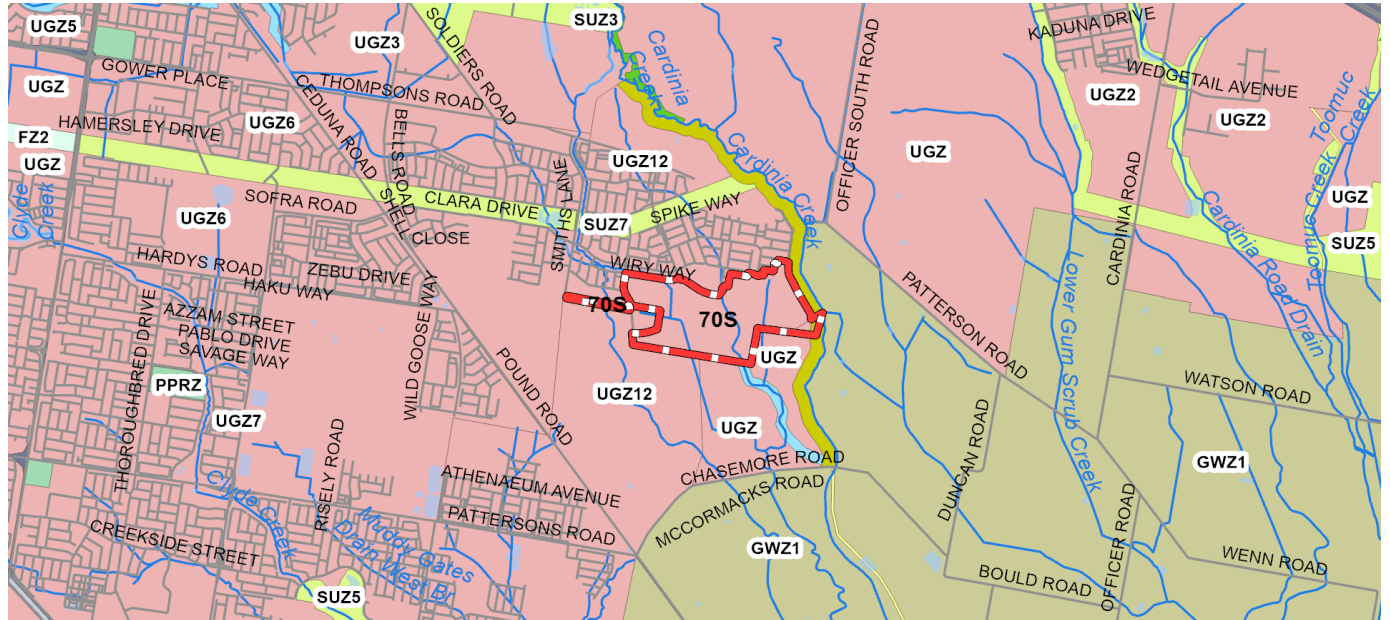 UGZ5
UGZ3
SOLDIERS ROAD
SUZ3
Cardinia
Creek
OFFICER SOUTH ROAD
KADUNA DRIVE
WEDGETAIL AVENUE
GOWER PLACE
UGZ
THOMPSONS ROAD
UGZ2
UGZ2
Toomuc
Creek
HAMERSLEY DRIVE
UGZ6
CEDUNA ROAD
BELLS ROAD
FZ2
UGZ
UGZ12
Cardinia Creek
UGZ
CARDINIA ROAD
Toomuc Creek
UGZ
Clyde
Creek
SOFRA ROAD
UGZ6
SHELL
CLOSE
CLARA DRIVE
SMITHS LANE
SUZ7
SPIKE WAY
SUZ5
Cardinia Road Drain
HARDYS ROAD
ZEBU DRIVE
HAKU WAY
WIRY WAY
Lower Gum Scrub Creek
PATTERSON ROAD
AZZAM STREET
PABLO DRIVE
SAVAGE WAY
70S
70S
UGZ
THOROUGHBRED DRIVE
PPRZ
UGZ7
WILD GOOSE WAY
POUND ROAD
UGZ12
UGZ
WATSON ROAD
DUNCAN ROAD
GWZ1
RISELY ROAD
ATHENAEUM AVENUE
CHASEMORE ROAD
MCCORMACKS ROAD
PATTERSONS ROAD
Clyde Creek
Muddy Gates
Drain West Br
CREEKSIDE STREET
GWZ1
OFFICER ROAD
WENN ROAD
BOULD ROAD
SUZ5